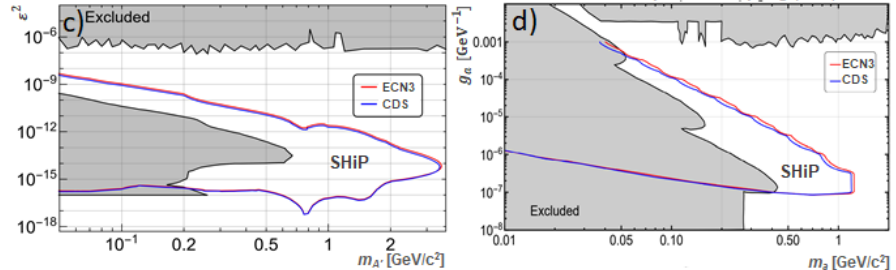 c)
ε²
Excluded
10⁻⁶
10⁻⁹
10⁻¹²
10⁻¹⁵
10⁻¹⁸
ECN3
CDS
SHiP
10⁻¹ 0.2 0.5 1 2
m_A' [GeV/c²]
d)
g_a [GeV⁻¹]
0.001
10⁻⁴
10⁻⁵
10⁻⁶
10⁻⁷
10⁻⁸
ECN3
CDS
SHiP
Excluded
0.01 0.05 0.10 0.50 1
m_a [GeV/c²]